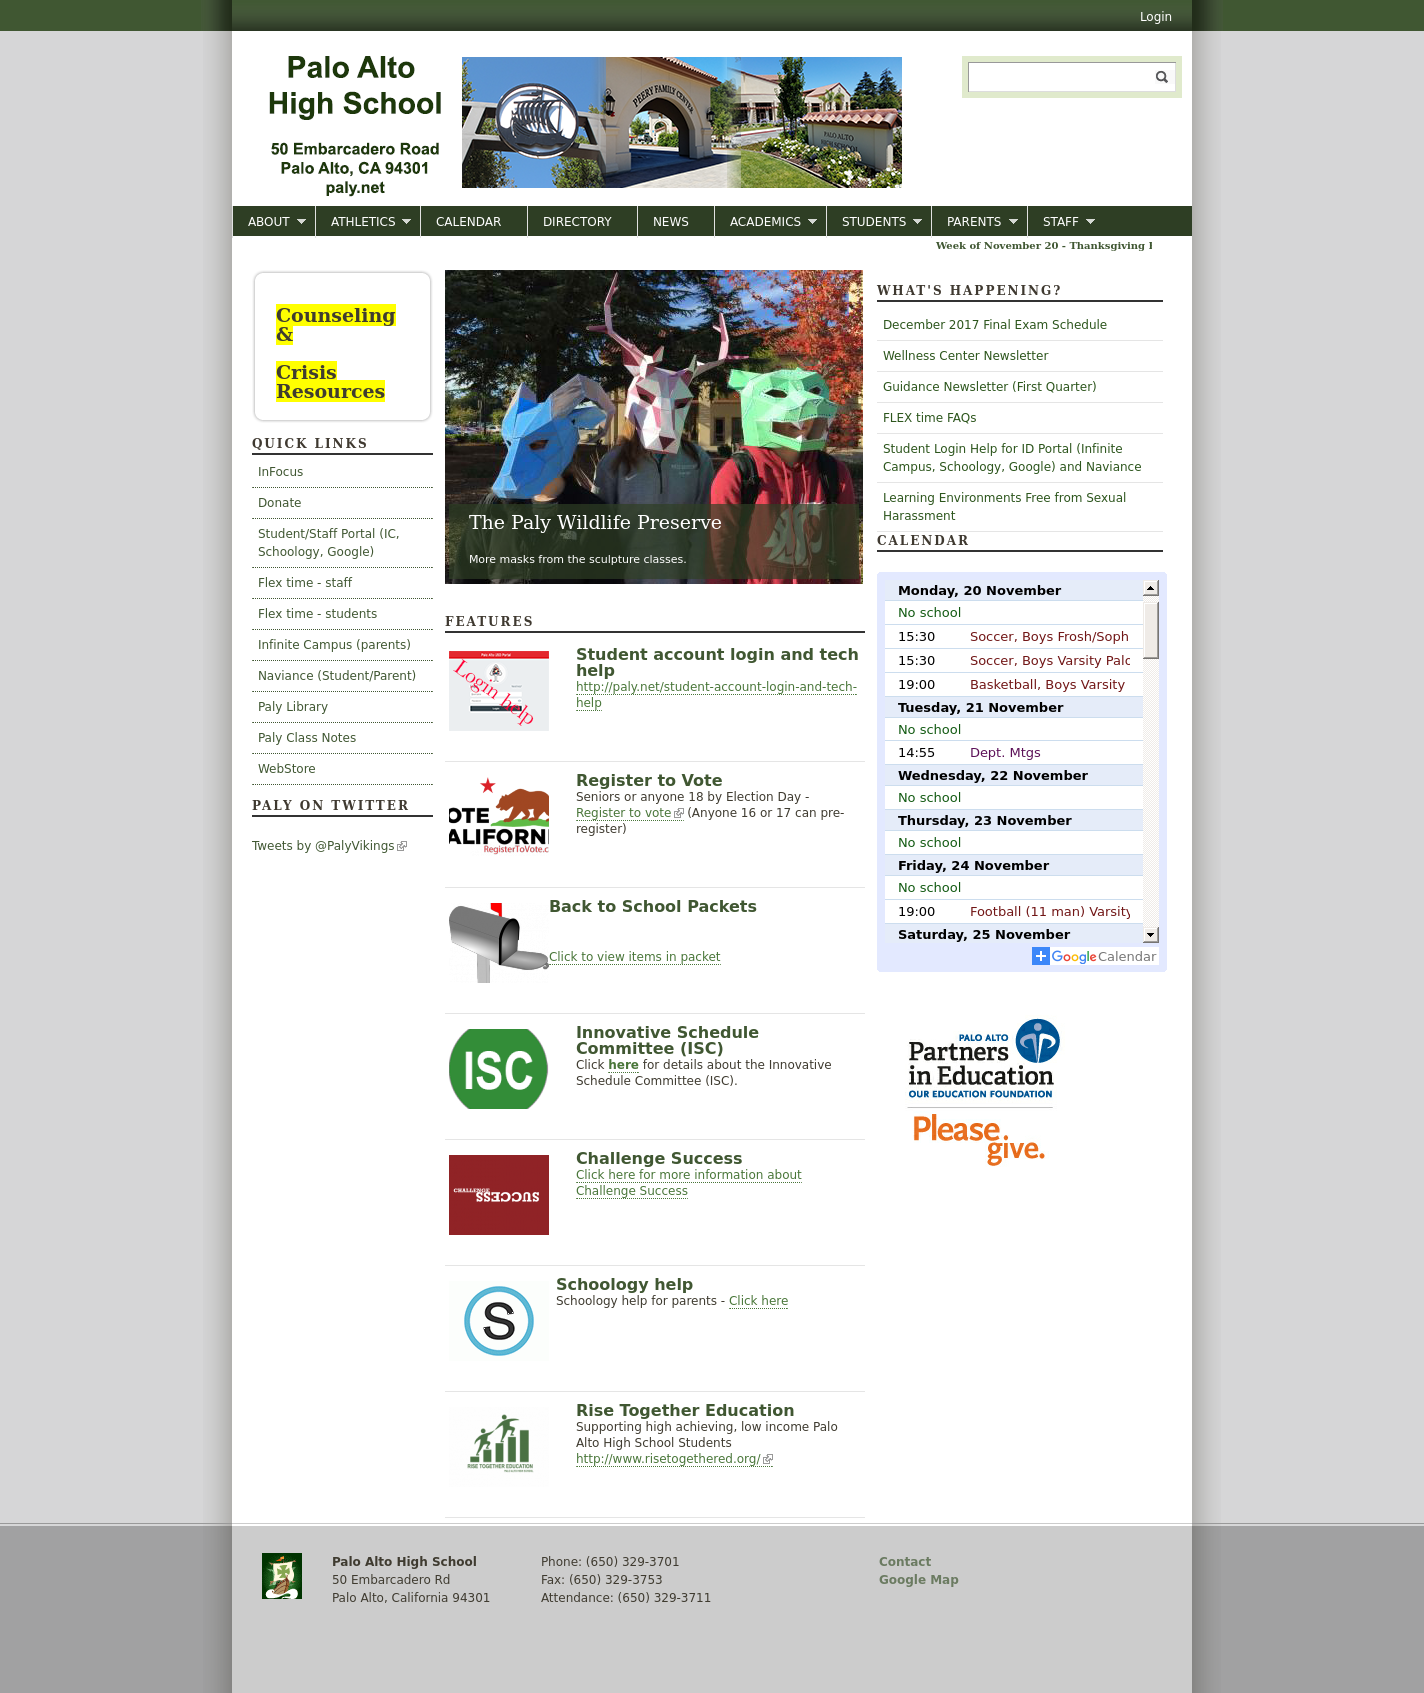 Login
Palo Alto
High School
50 Embarcadero Road
Palo Alto, CA 94301
paly.net
PEERY FAMILY CENTER
PALO ALTO
HIGH SCHOOL
ABOUT
ATHLETICS
CALENDAR
DIRECTORY
NEWS
ACADEMICS
STUDENTS
PARENTS
STAFF
Week of November 20 - Thanksgiving
Counseling
&
Crisis
Resources
QUICK LINKS
InFocus
Donate
Student/Staff Portal (IC,
Schoology, Google)
Flex time - staff
Flex time - students
Infinite Campus (parents)
Naviance (Student/Parent)
Paly Library
Paly Class Notes
WebStore
PALY ON TWITTER
Tweets by @PalyVikings
The Paly Wildlife Preserve
More masks from the sculpture classes.
FEATURES
Login help
Student account login and tech
help
http://paly.net/student-account-login-and-tech-
help
OTE
ALIFORN
RegisterToVote.c
Register to Vote
Seniors or anyone 18 by Election Day -
Register to vote (Anyone 16 or 17 can pre-
register)
Back to School Packets
Click to view items in packet
ISC
Innovative Schedule
Committee (ISC)
Click here for details about the Innovative
Schedule Committee (ISC).
CHALLENGE
SUCCESS
Challenge Success
Click here for more information about
Challenge Success
S
Schoology help
Schoology help for parents - Click here
RISE TOGETHER EDUCATION
Rise Together Education
Supporting high achieving, low income Palo
Alto High School Students
http://www.risetogethered.org/
WHAT'S HAPPENING?
December 2017 Final Exam Schedule
Wellness Center Newsletter
Guidance Newsletter (First Quarter)
FLEX time FAQs
Student Login Help for ID Portal (Infinite
Campus, Schoology, Google) and Naviance
Learning Environments Free from Sexual
Harassment
CALENDAR
Monday, 20 November
No school
15:30 Soccer, Boys Frosh/Soph
15:30 Soccer, Boys Varsity Palo
19:00 Basketball, Boys Varsity
Tuesday, 21 November
No school
14:55 Dept. Mtgs
Wednesday, 22 November
No school
Thursday, 23 November
No school
Friday, 24 November
No school
19:00 Football (11 man) Varsity
Saturday, 25 November
Google Calendar
PALO ALTO
Partners
in Education
OUR EDUCATION FOUNDATION
Please
give.
Palo Alto High School
50 Embarcadero Rd
Palo Alto, California 94301
Phone: (650) 329-3701
Fax: (650) 329-3753
Attendance: (650) 329-3711
Contact
Google Map